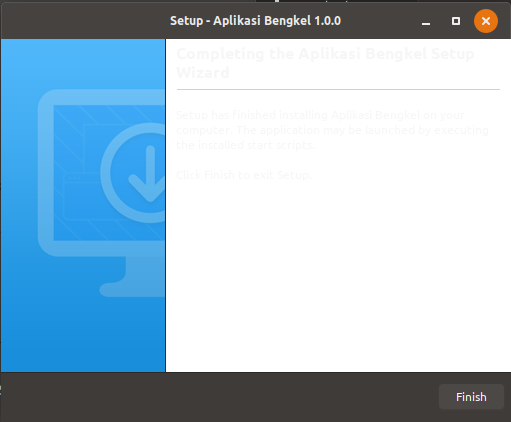 Setup - Aplikasi Bengkel 1.0.0
Completing the Aplikasi Bengkel Setup
Wizard
Setup has finished installing Aplikasi Bengkel on your
computer. The application may be launched by executing
the installed start scripts.
Click Finish to exit Setup.
Finish